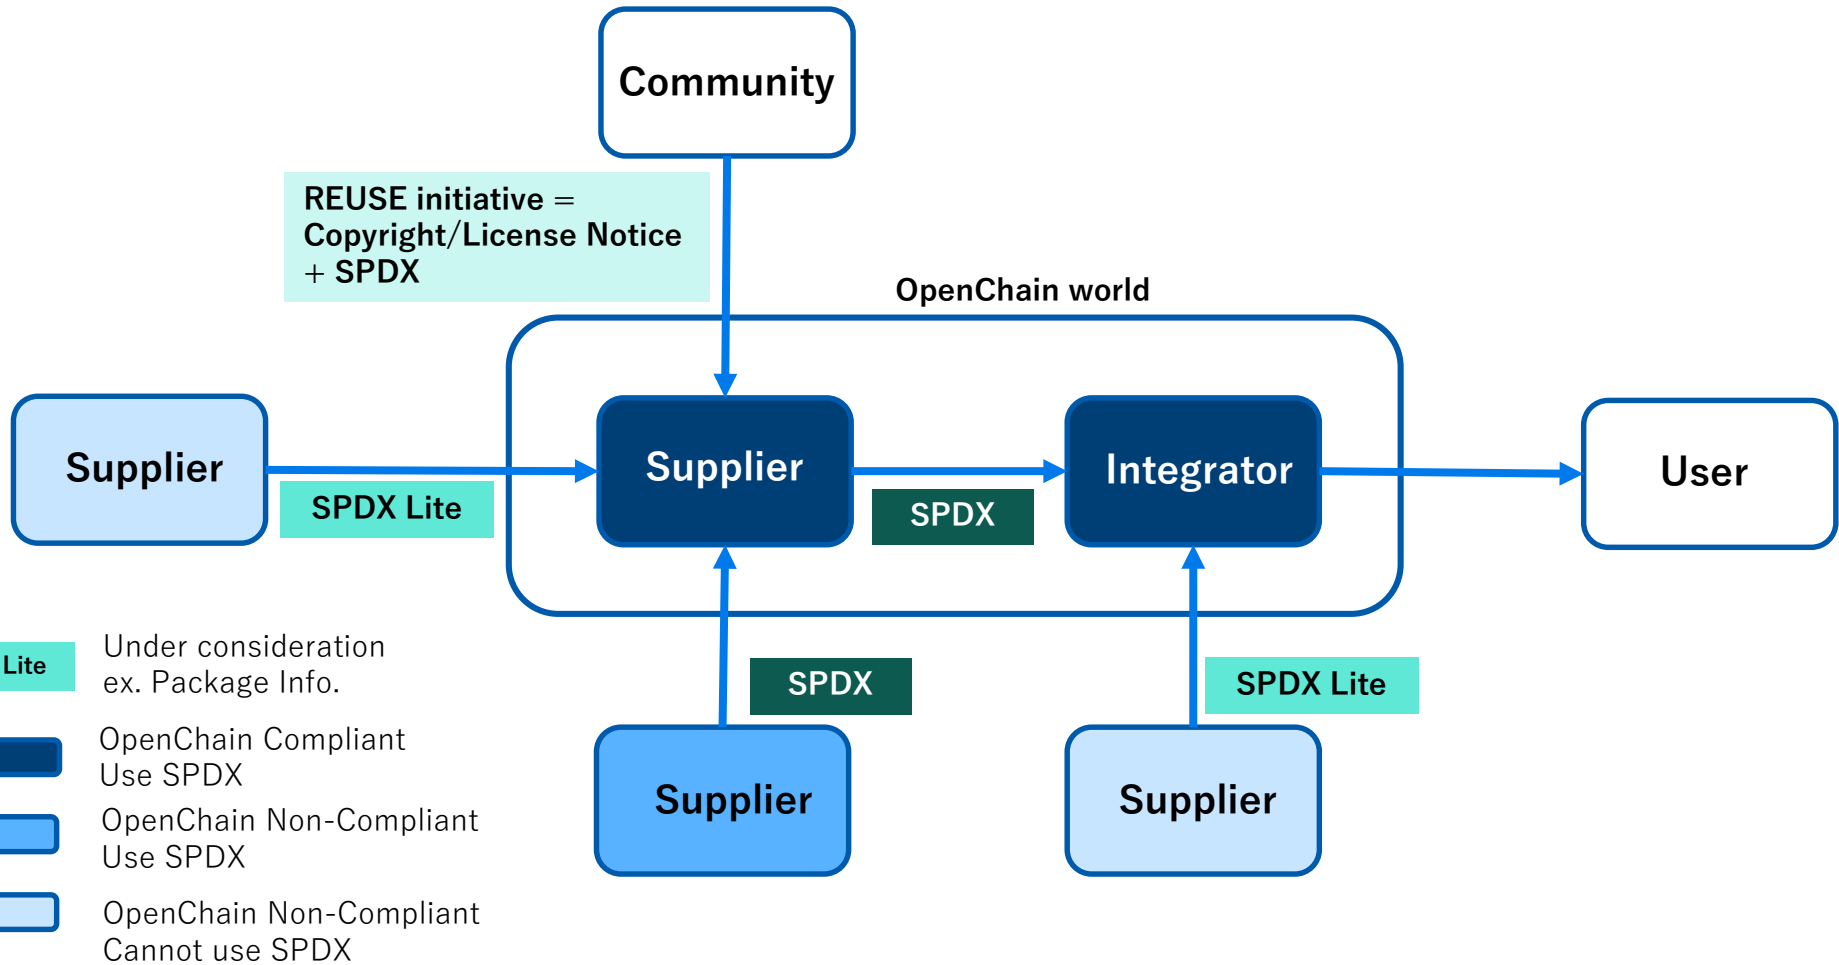 Community
REUSE initiative =
Copyright/License Notice
+ SPDX
OpenChain world
Supplier
Supplier
Integrator
User
SPDX Lite
SPDX
SPDX
SPDX Lite
Supplier
Supplier
Lite
Under consideration
ex. Package Info.
OpenChain Compliant
Use SPDX
OpenChain Non-Compliant
Use SPDX
OpenChain Non-Compliant
Cannot use SPDX